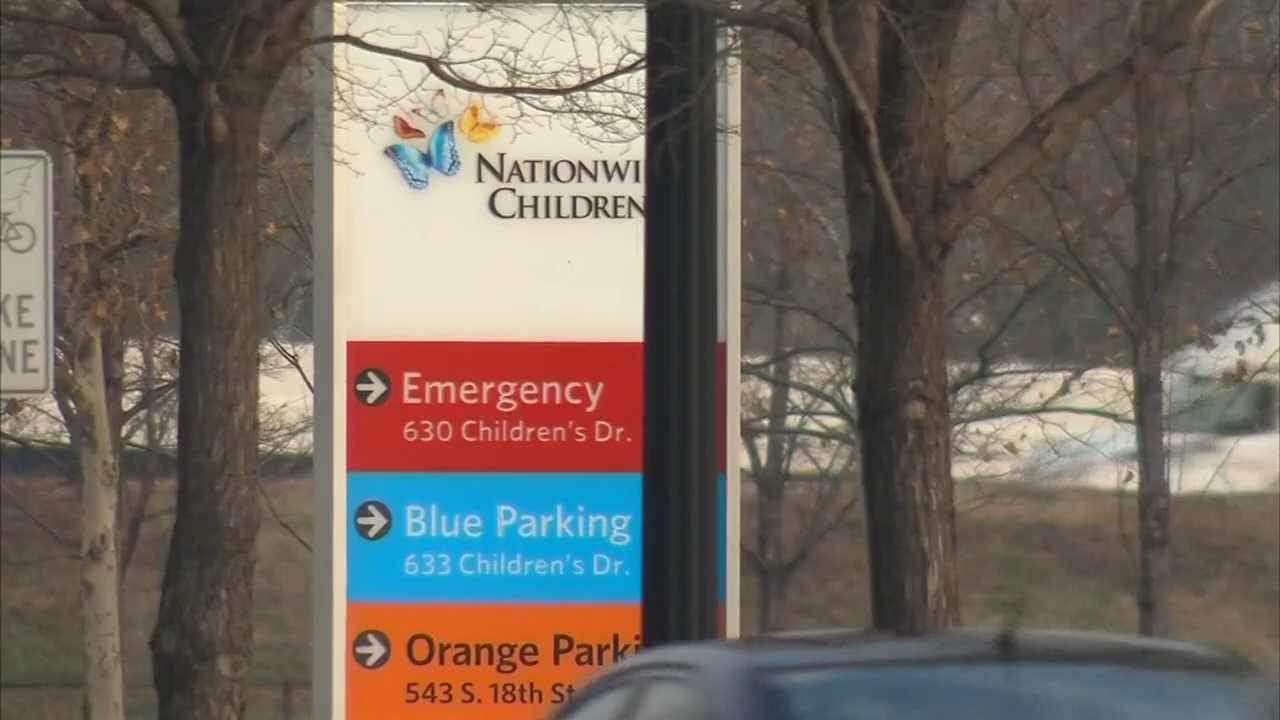 NATIONWI
CHILDREN
KE
NE
Emergency
630 Children's Dr.
Blue Parking
633 Children's Dr.
Orange Parki
543 S. 18th St